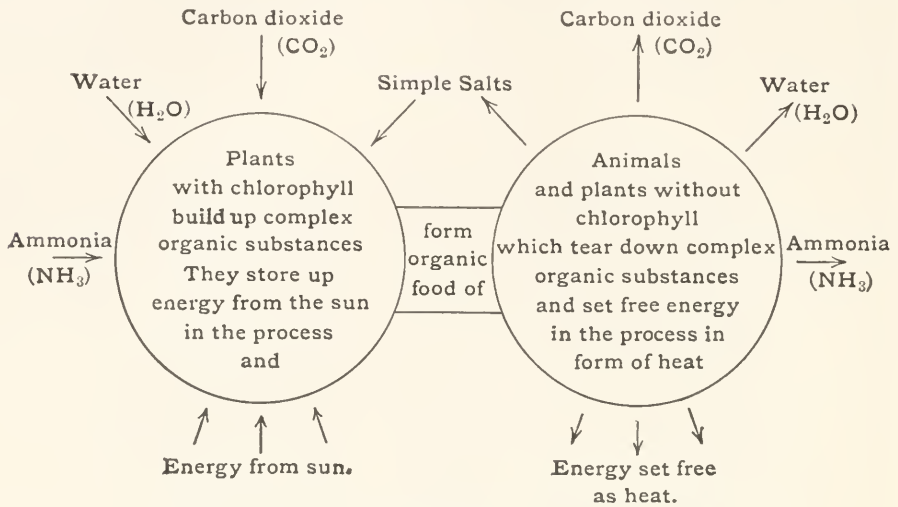 Carbon dioxide
(CO₂)
Carbon dioxide
(CO₂)
Water
(H₂O)
Simple Salts
Water
(H₂O)
Plants
with chlorophyll
build up complex
organic substances
They store up
energy from the sun
in the process
and
Ammonia
(NH₃)
form
organic
food of
Animals
and plants without
chlorophyll
which tear down complex
organic substances
and set free energy
in the process in
form of heat
Ammonia
(NH₃)
Energy from sun.
Energy set free
as heat.